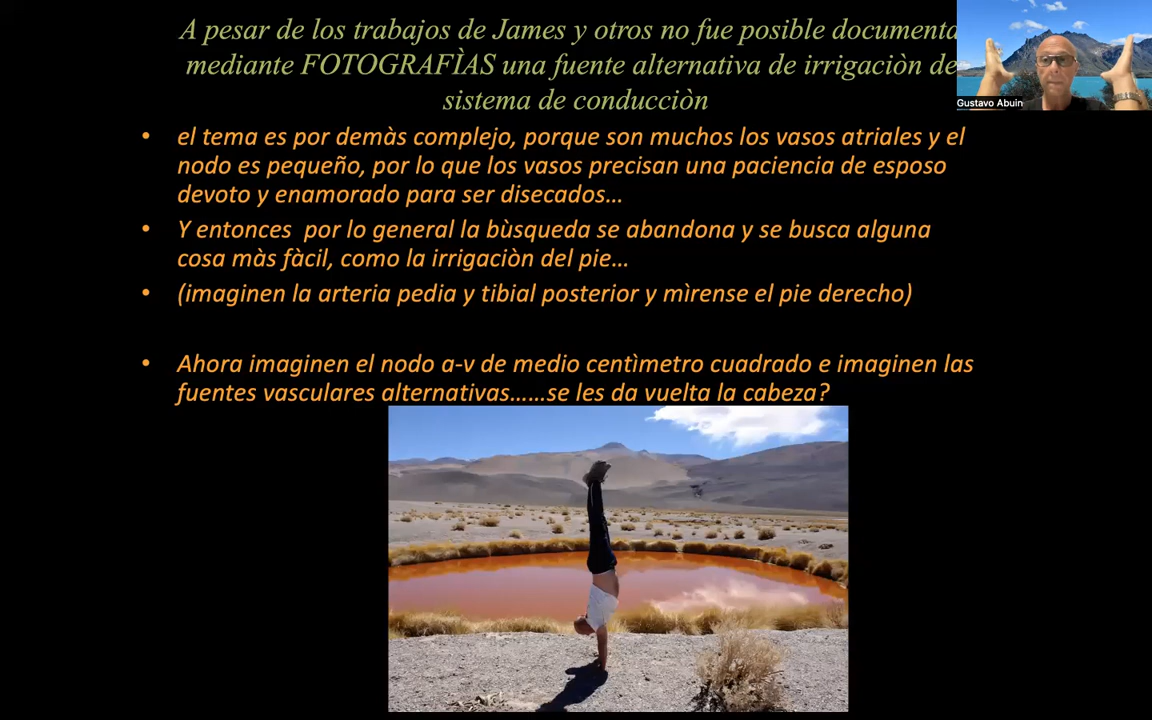 A pesar de los trabajos de James y otros no fue posible documenta
mediante FOTOGRAFÌAS una fuente alternativa de irrigaciòn de
sistema de conducciòn
Gustavo Abuin
• el tema es por demàs complejo, porque son muchos los vasos atriales y el
nodo es pequeño, por lo que los vasos precisan una paciencia de esposo
devoto y enamorado para ser disecados…
• Y entonces  por lo general la bùsqueda se abandona y se busca alguna
cosa màs fàcil, como la irrigaciòn del pie…
• (imaginen la arteria pedia y tibial posterior y mìrense el pie derecho)
• Ahora imaginen el nodo a-v de medio centìmetro cuadrado e imaginen las
fuentes vasculares alternativas……se les da vuelta la cabeza?